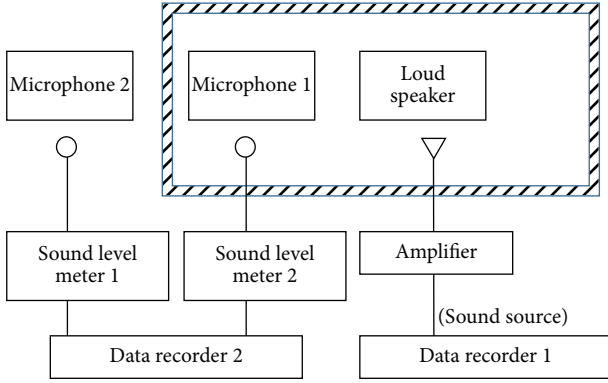 Microphone 2
Microphone 1
Loud
speaker
Sound level
meter 1
Sound level
meter 2
Amplifier
(Sound source)
Data recorder 2
Data recorder 1